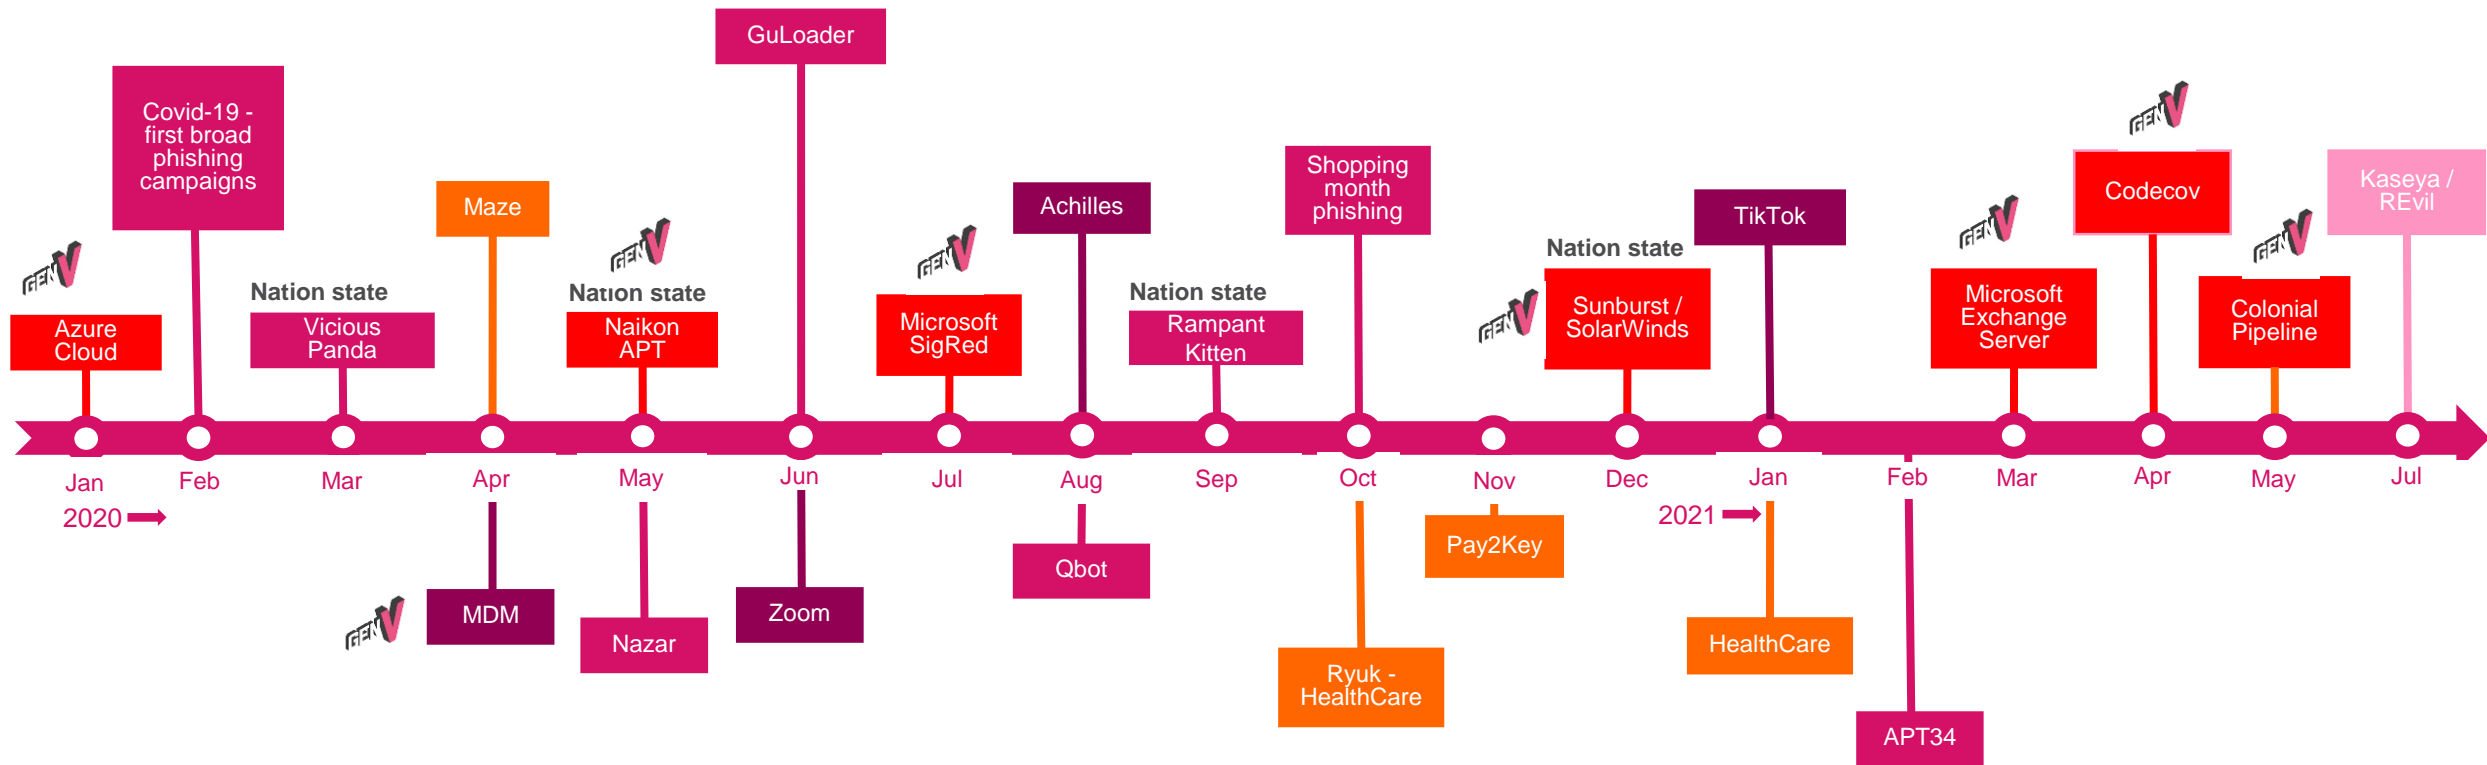 GuLoader
Covid-19 -
first broad
phishing
campaigns
GEN V
Codecov
Shopping
month
phishing
Kaseya /
REvil
Maze
Achilles
TikTok
GEN V
GEN V
GEN V
GEN V
GEN V
Nation state
Nation state
Nation state
Nation state
Azure
Cloud
Vicious
Panda
Naikon
APT
Microsoft
SigRed
Rampant
Kitten
GEN V
Sunburst /
SolarWinds
Microsoft
Exchange
Server
Colonial
Pipeline
Jan
Feb
Mar
Apr
May
Jun
Jul
Aug
Sep
Oct
Nov
Dec
Jan
Feb
Mar
Apr
May
Jul
2020
2021
GEN V
MDM
Nazar
Zoom
Qbot
Ryuk -
HealthCare
Pay2Key
HealthCare
APT34